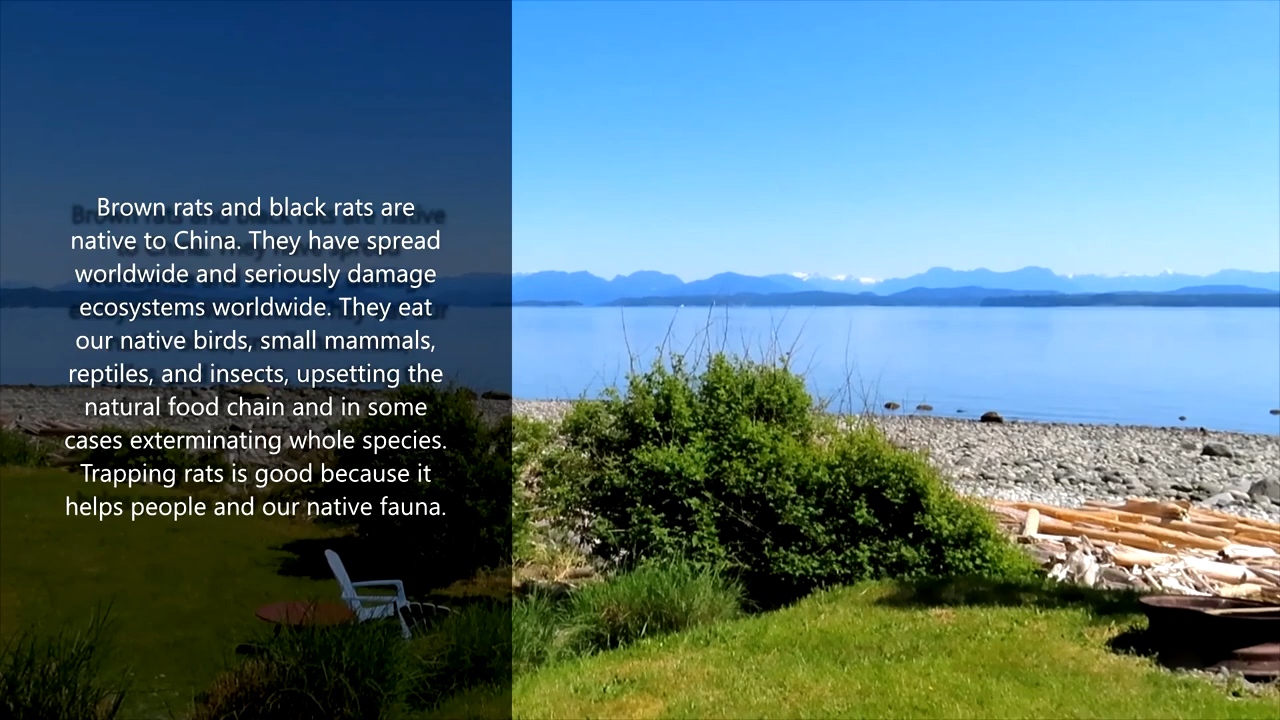 Brown rats and black rats are
native to China. They have spread
worldwide and seriously damage
ecosystems worldwide. They eat
our native birds, small mammals,
reptiles, and insects, upsetting the
natural food chain and in some
cases exterminating whole species.
Trapping rats is good because it
helps people and our native fauna.